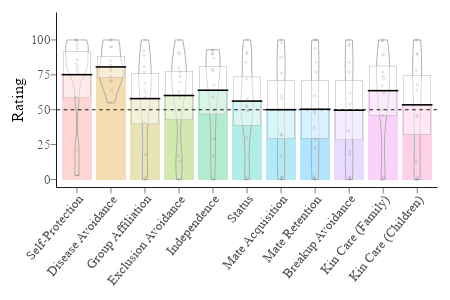 100
75
50
25
0
Rating
Self-Protection
Disease Avoidance
Group Affiliation
Exclusion Avoidance
Independence
Status
Mate Acquisition
Mate Retention
Breakup Avoidance
Kin Care (Family)
Kin Care (Children)